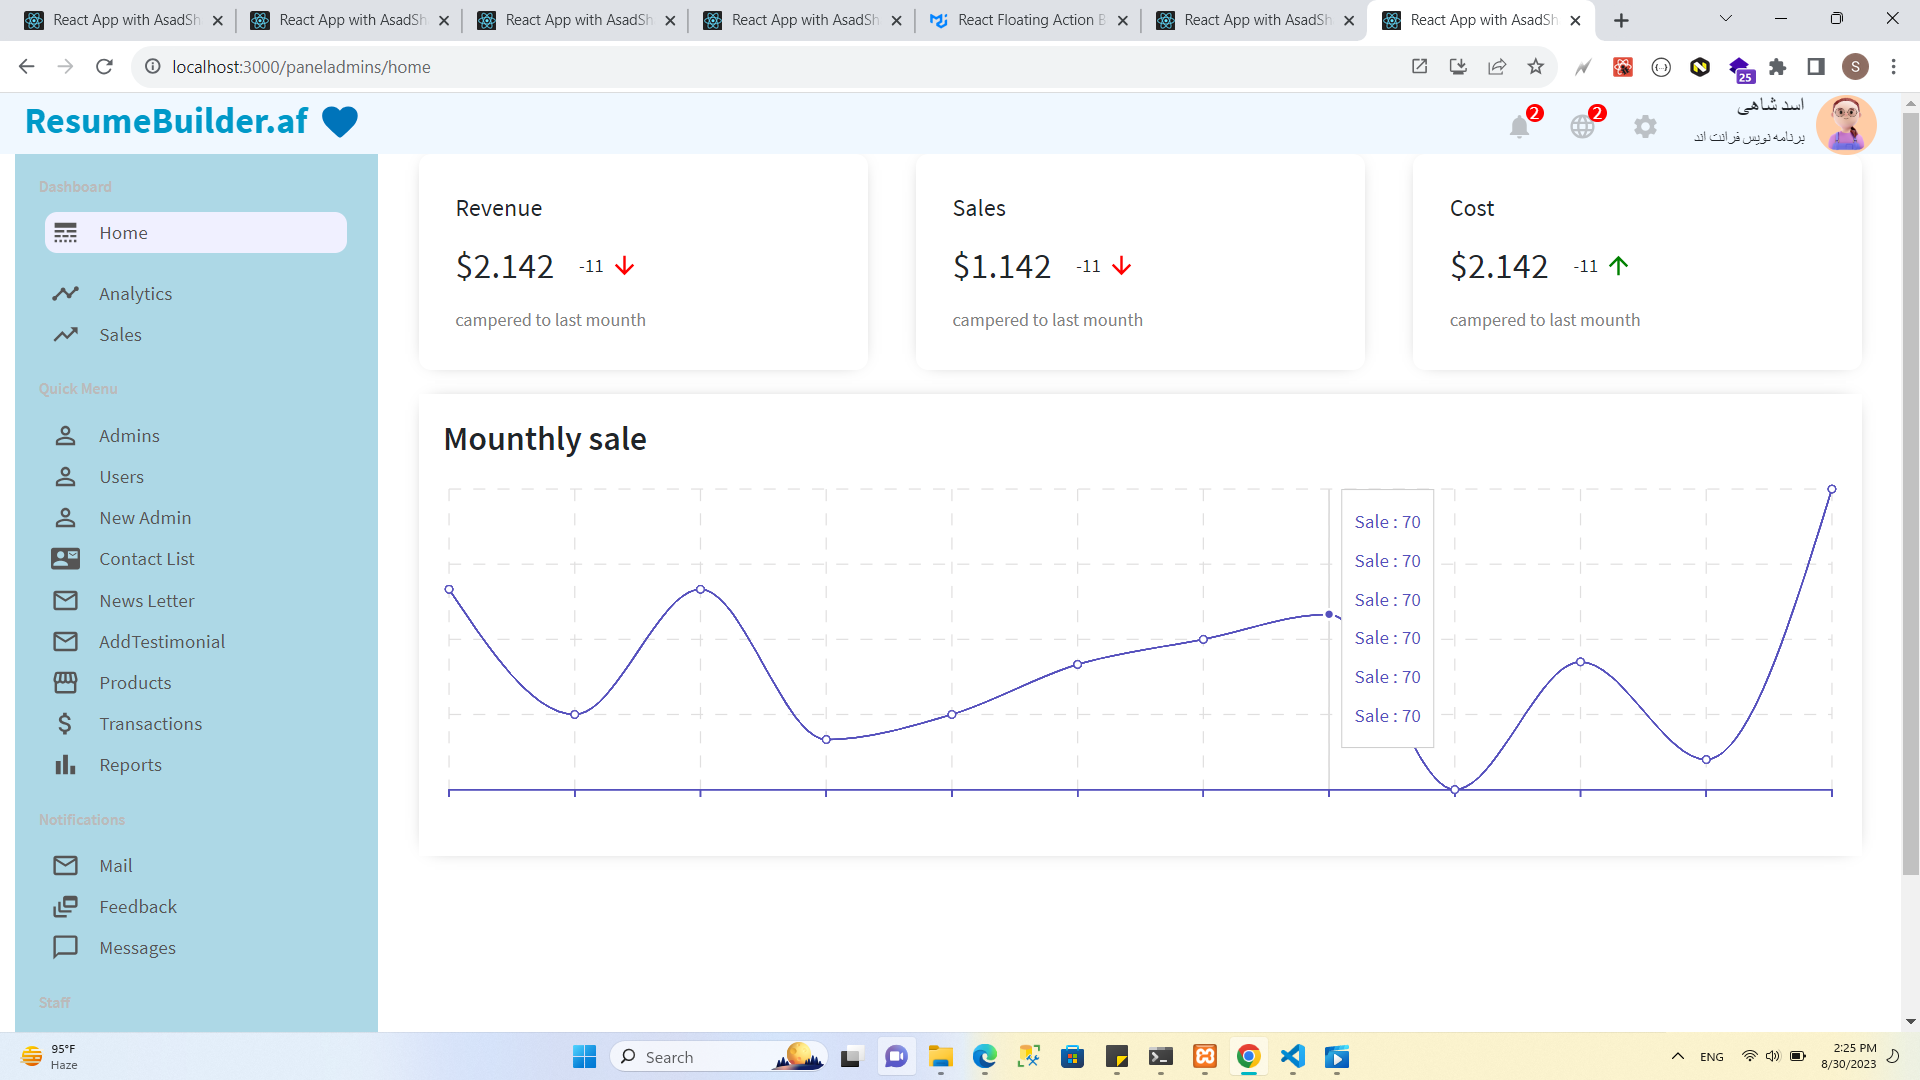 React App with AsadSh
React App with AsadSh
React App with AsadSh
React App with AsadSh
React Floating Action B
React App with AsadSh
React App with AsadSh
localhost:3000/paneladmins/home
25
S
ResumeBuilder.af
2
2
اسد شاهی
برنامه نویس فرانت اند
Dashboard
Home
Analytics
Sales
Quick Menu
Admins
Users
New Admin
Contact List
News Letter
AddTestimonial
Products
Transactions
Reports
Notifications
Mail
Feedback
Messages
Staff
Revenue
$2.142 -11
campered to last mounth
Sales
$1.142 -11
campered to last mounth
Cost
$2.142 -11
campered to last mounth
Mounthly sale
Sale : 70
Sale : 70
Sale : 70
Sale : 70
Sale : 70
Sale : 70
95°F
Haze
Search
ENG
2:25 PM
8/30/2023